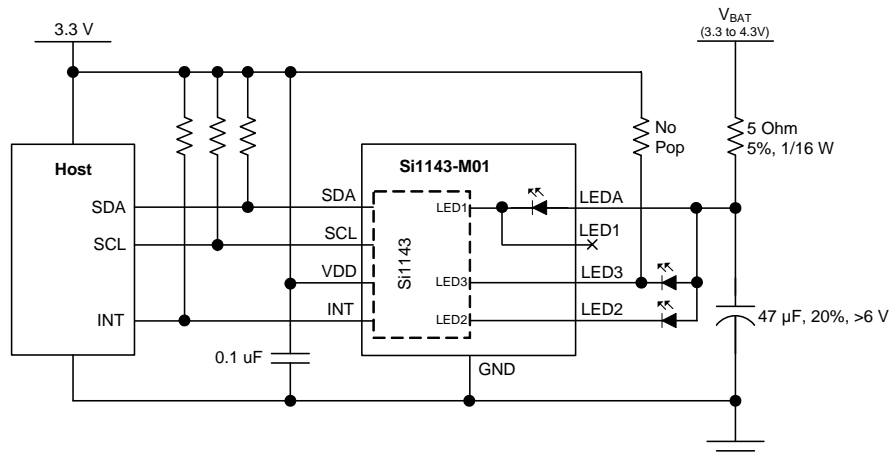 3.3 V
V_BAT
(3.3 to 4.3V)
No
Pop
5 Ohm
5%, 1/16 W
Host
Si1143-M01
SDA
SDA
LED1
LEDA
LED1
SCL
SCL
Si1143
VDD
LED3
LED3
INT
INT
LED2
LED2
47 µF, 20%, >6 V
0.1 uF
GND